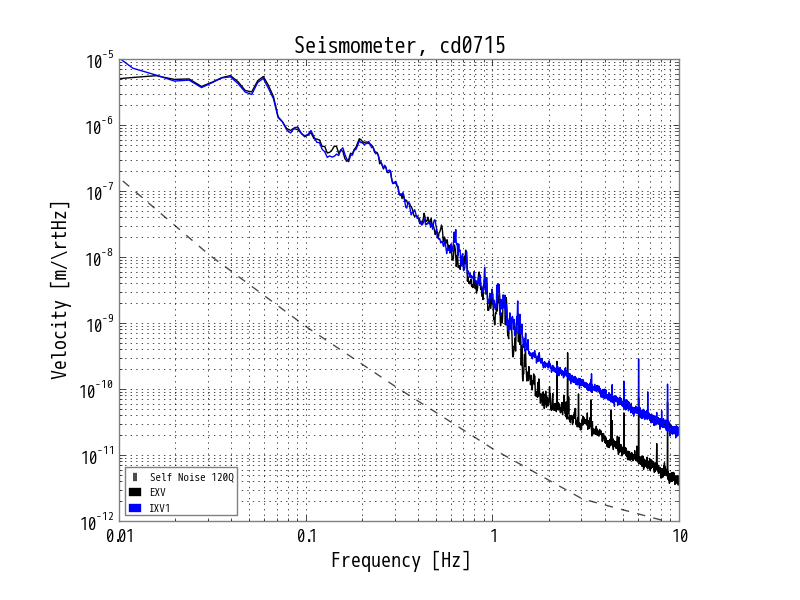 Seismometer, cd0715
Velocity [m/\rtHz]
10^-5
10^-6
10^-7
10^-8
10^-9
10^-10
10^-11
10^-12
Self Noise 120Q
EXV
IXV1
0.01 0.1 1 10
Frequency [Hz]